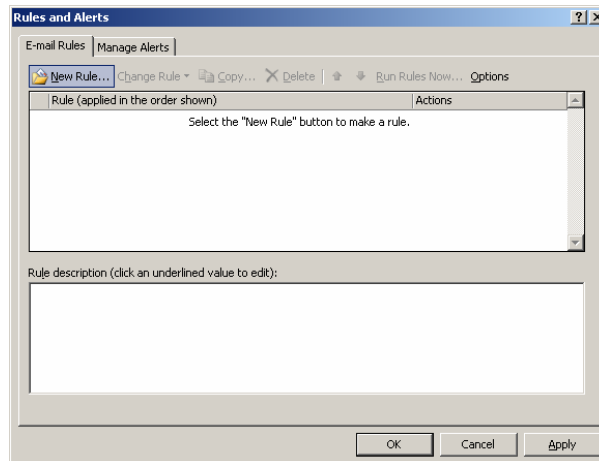 Rules and Alerts
E-mail Rules Manage Alerts
New Rule... Change Rule Copy... Delete Run Rules Now... Options
Rule (applied in the order shown) Actions
Select the "New Rule" button to make a rule.
Rule description (click an underlined value to edit):
OK Cancel Apply